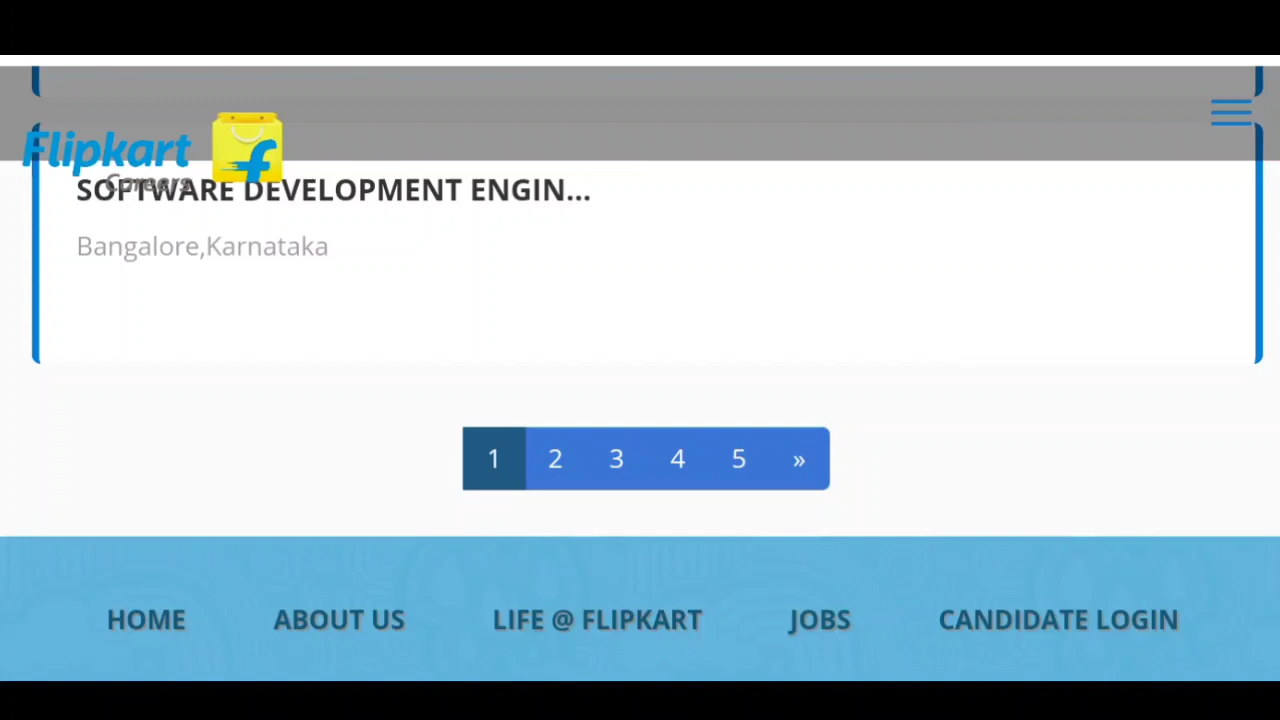 Flipkart
Careers
SOFTWARE DEVELOPMENT ENGIN...
Bangalore,Karnataka
1 2 3 4 5 »
HOME ABOUT US LIFE @ FLIPKART JOBS CANDIDATE LOGIN